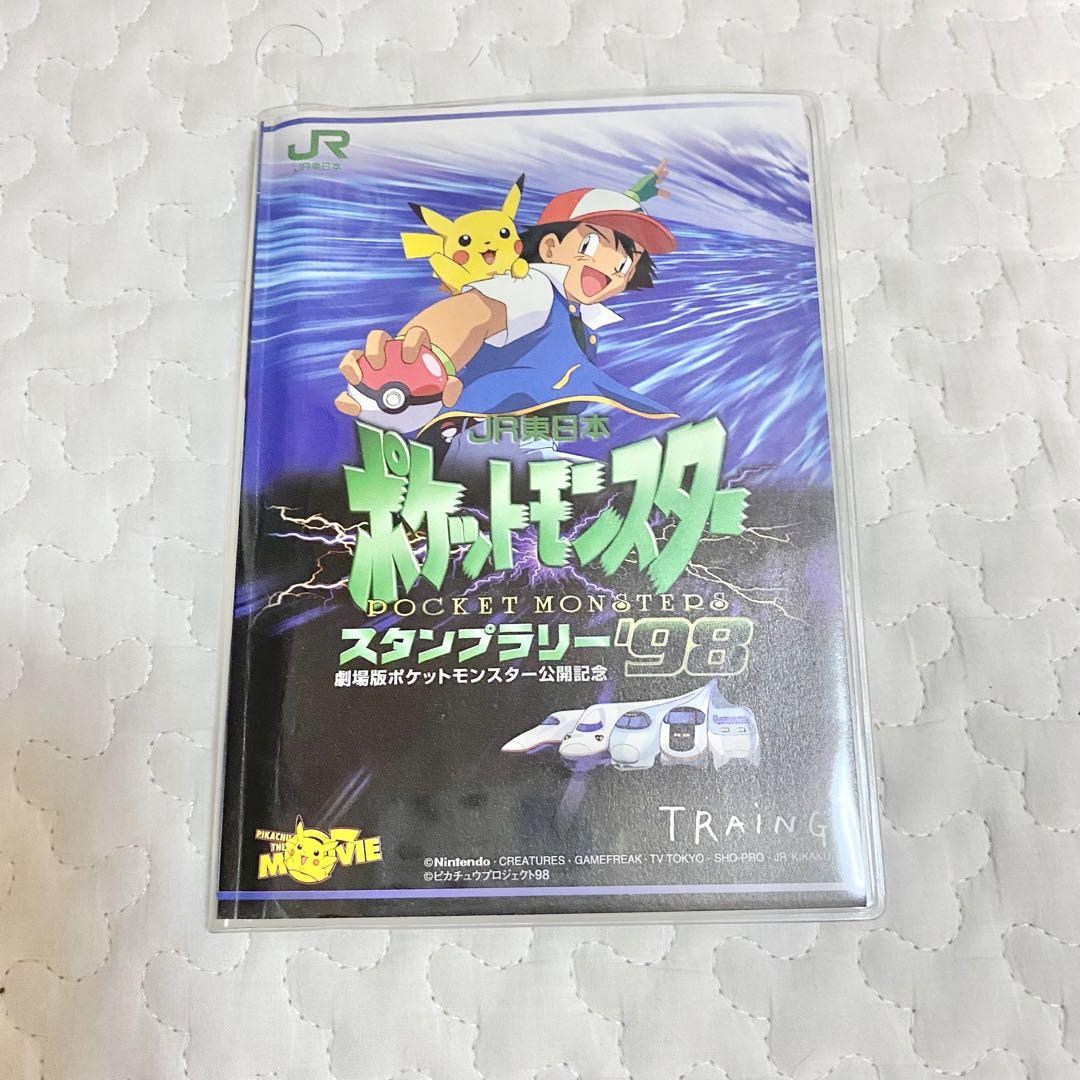 JR
JR東日本
JR東日本
ポケットモンスター
POCKET MONSTERS
スタンプラリー'98
劇場版ポケットモンスター公開記念
TRAiNG
PIKACHU
THE
MOVIE
©Nintendo・CREATURES・GAMEFREAK・TV TOKYO・SHO-PRO・JR KIKAKU
©ピカチュウプロジェクト98